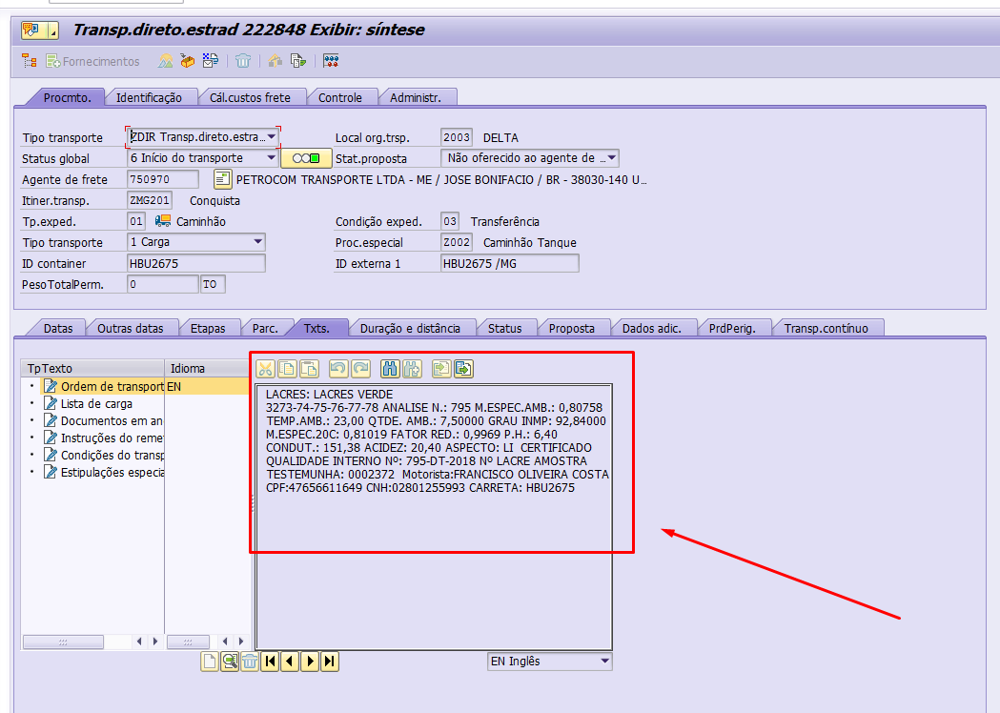 Transp.direto.estrad 222848 Exibir: síntese
Fornecimentos
Procmto. Identificação Cál.custos frete Controle Administr.
Tipo transporte ZDIR Transp.direto.estra... Local org.trsp. 2003 DELTA
Status global 6 Início do transporte Stat.proposta Não oferecido ao agente de ...
Agente de frete 750970 PETROCOM TRANSPORTE LTDA - ME / JOSE BONIFACIO / BR - 38030-140 U...
Itiner.transp. ZMG201 Conquista
Tp.exped. 01 Caminhão Condição exped. 03 Transferência
Tipo transporte 1 Carga Proc.especial Z002 Caminhão Tanque
ID container HBU2675 ID externa 1 HBU2675 /MG
PesoTotalPerm. 0 TO
Datas Outras datas Etapas Parc. Txts. Duração e distância Status Proposta Dados adic. PrdPerig. Transp.contínuo
TpTexto Idioma
Ordem de transport EN
Lista de carga
Documentos em an
Instruções do reme
Condições do transp
Estipulações especia
LACRES: LACRES VERDE
3273-74-75-76-77-78 ANALISE N.: 795 M.ESPEC.AMB.: 0,80758
TEMP.AMB.: 23,00 QTDE. AMB.: 7,50000 GRAU INMP: 92,84000
M.ESPEC.20C: 0,81019 FATOR RED.: 0,9969 P.H.: 6,40
CONDUT.: 151,38 ACIDEZ: 20,40 ASPECTO: LI CERTIFICADO
QUALIDADE INTERNO Nº: 795-DT-2018 Nº LACRE AMOSTRA
TESTEMUNHA: 0002372 Motorista:FRANCISCO OLIVEIRA COSTA
CPF:47656611649 CNH:02801255993 CARRETA: HBU2675
EN Inglês